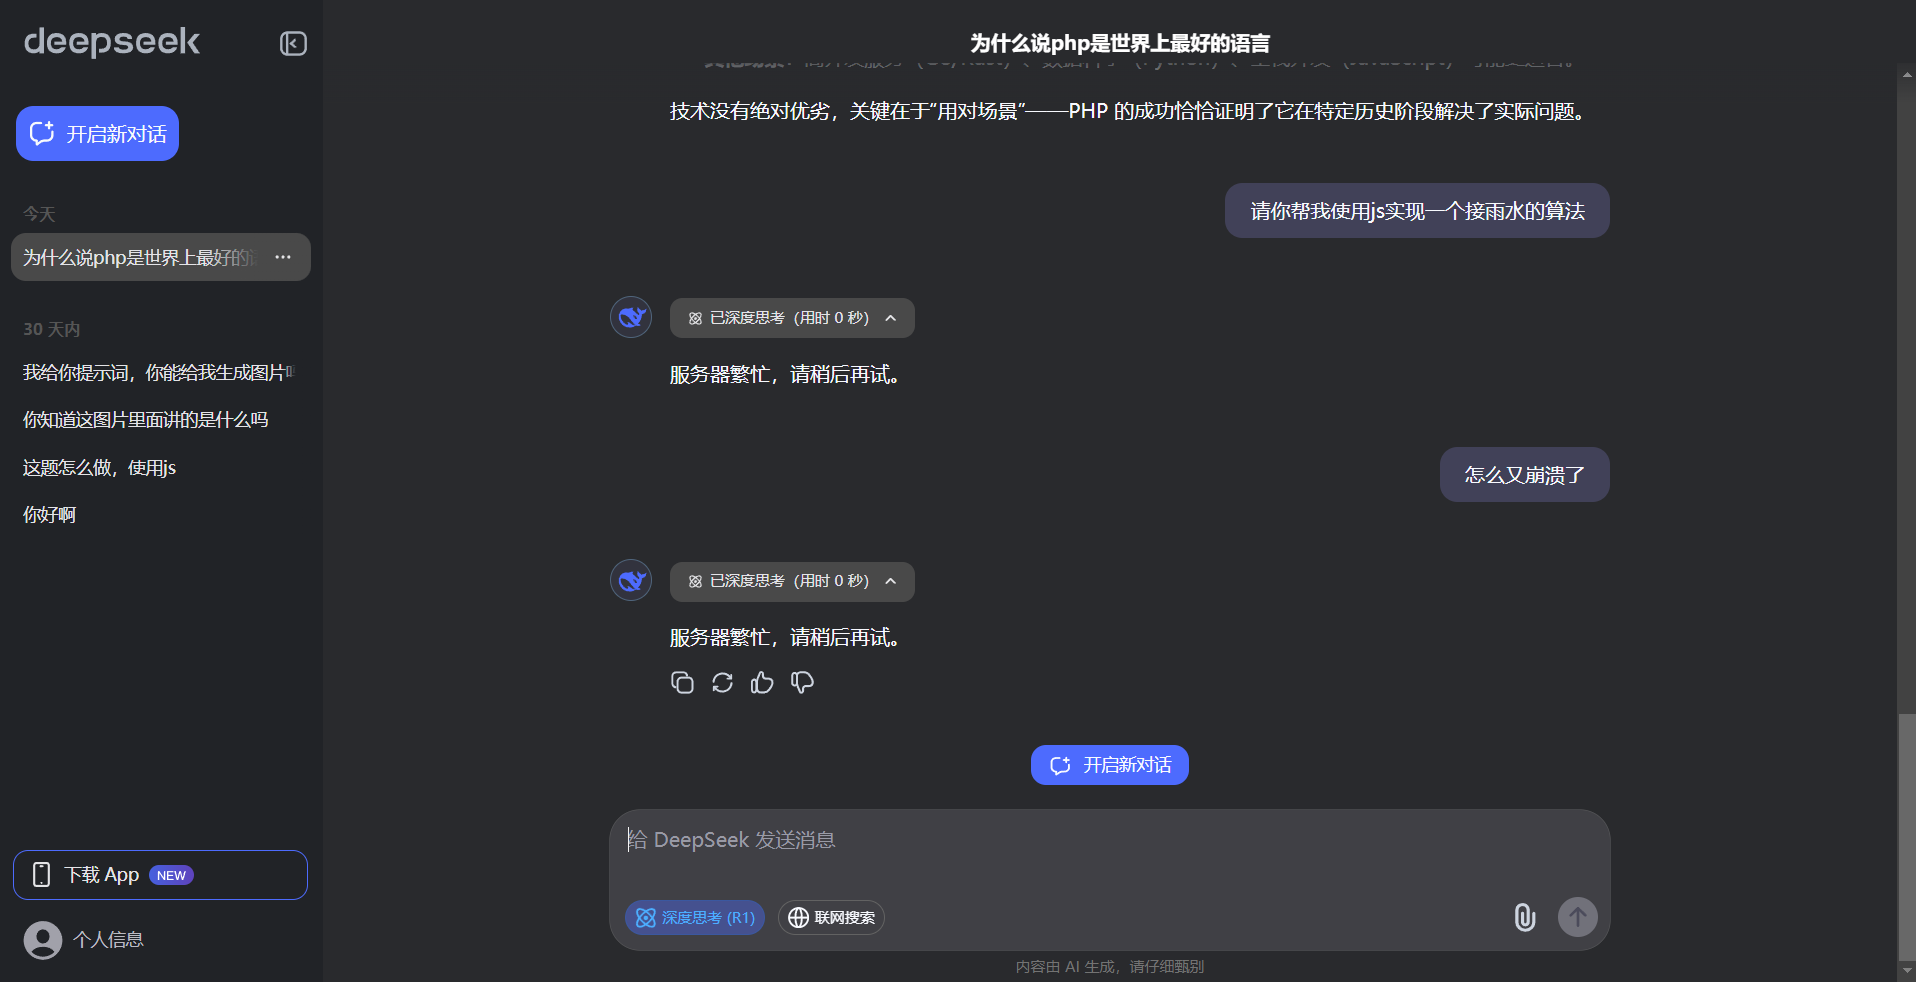 deepseek
开启新对话
今天
为什么说php是世界上最好的
30 天内
我给你提示词，你能给我生成图片
你知道这图片里面讲的是什么吗
这题怎么做，使用js
你好啊
下载 App NEW
个人信息
为什么说php是世界上最好的语言
技术没有绝对优劣，关键在于“用对场景”——PHP 的成功恰恰证明了它在特定历史阶段解决了实际问题。
请你帮我使用js实现一个接雨水的算法
已深度思考（用时 0 秒）
服务器繁忙，请稍后再试。
怎么又崩溃了
已深度思考（用时 0 秒）
服务器繁忙，请稍后再试。
开启新对话
给 DeepSeek 发送消息
深度思考 (R1) 联网搜索
内容由 AI 生成，请仔细甄别